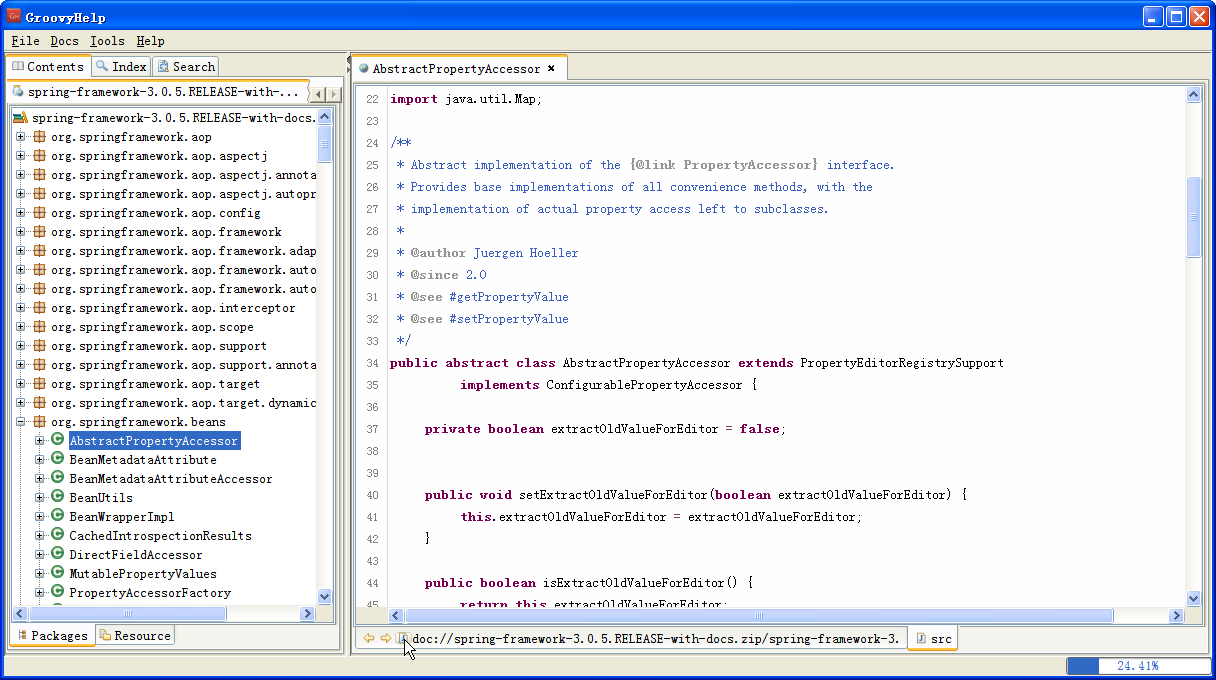 GroovyHelp
File Docs Tools Help
Contents Index Search
spring-framework-3.0.5.RELEASE-with-...
spring-framework-3.0.5.RELEASE-with-docs.
org.springframework.aop
org.springframework.aop.aspectj
org.springframework.aop.aspectj.annota
org.springframework.aop.aspectj.autopr
org.springframework.aop.config
org.springframework.aop.framework
org.springframework.aop.framework.adap
org.springframework.aop.framework.auto
org.springframework.aop.framework.auto
org.springframework.aop.interceptor
org.springframework.aop.scope
org.springframework.aop.support
org.springframework.aop.support.annota
org.springframework.aop.target
org.springframework.aop.target.dynamic
org.springframework.beans
AbstractPropertyAccessor
BeanMetadataAttribute
BeanMetadataAttributeAccessor
BeanUtils
BeanWrapperImpl
CachedIntrospectionResults
DirectFieldAccessor
MutablePropertyValues
PropertyAccessorFactory
Packages Resource
AbstractPropertyAccessor
22 import java.util.Map;
23
24 /**
25 * Abstract implementation of the {@link PropertyAccessor} interface.
26 * Provides base implementations of all convenience methods, with the
27 * implementation of actual property access left to subclasses.
28 *
29 * @author Juergen Hoeller
30 * @since 2.0
31 * @see #getPropertyValue
32 * @see #setPropertyValue
33 */
34 public abstract class AbstractPropertyAccessor extends PropertyEditorRegistrySupport
35 implements ConfigurablePropertyAccessor {
36
37 private boolean extractOldValueForEditor = false;
38
39
40 public void setExtractOldValueForEditor(boolean extractOldValueForEditor) {
41 this.extractOldValueForEditor = extractOldValueForEditor;
42 }
43
44 public boolean isExtractOldValueForEditor() {
45 return this.extractOldValueForEditor;
doc://spring-framework-3.0.5.RELEASE-with-docs.zip/spring-framework-3. src
24.41%